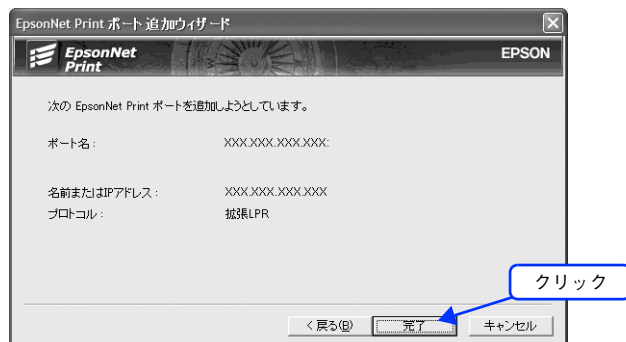 EpsonNet Print ポート追加ウィザード
EpsonNet
Print
EPSON
次の EpsonNet Print ポートを追加しようとしています。
ポート名: XXX.XXX.XXX.XXX:
名前またはIPアドレス: XXX.XXX.XXX.XXX
プロトコル: 拡張LPR
クリック
< 戻る(B) 完了 キャンセル